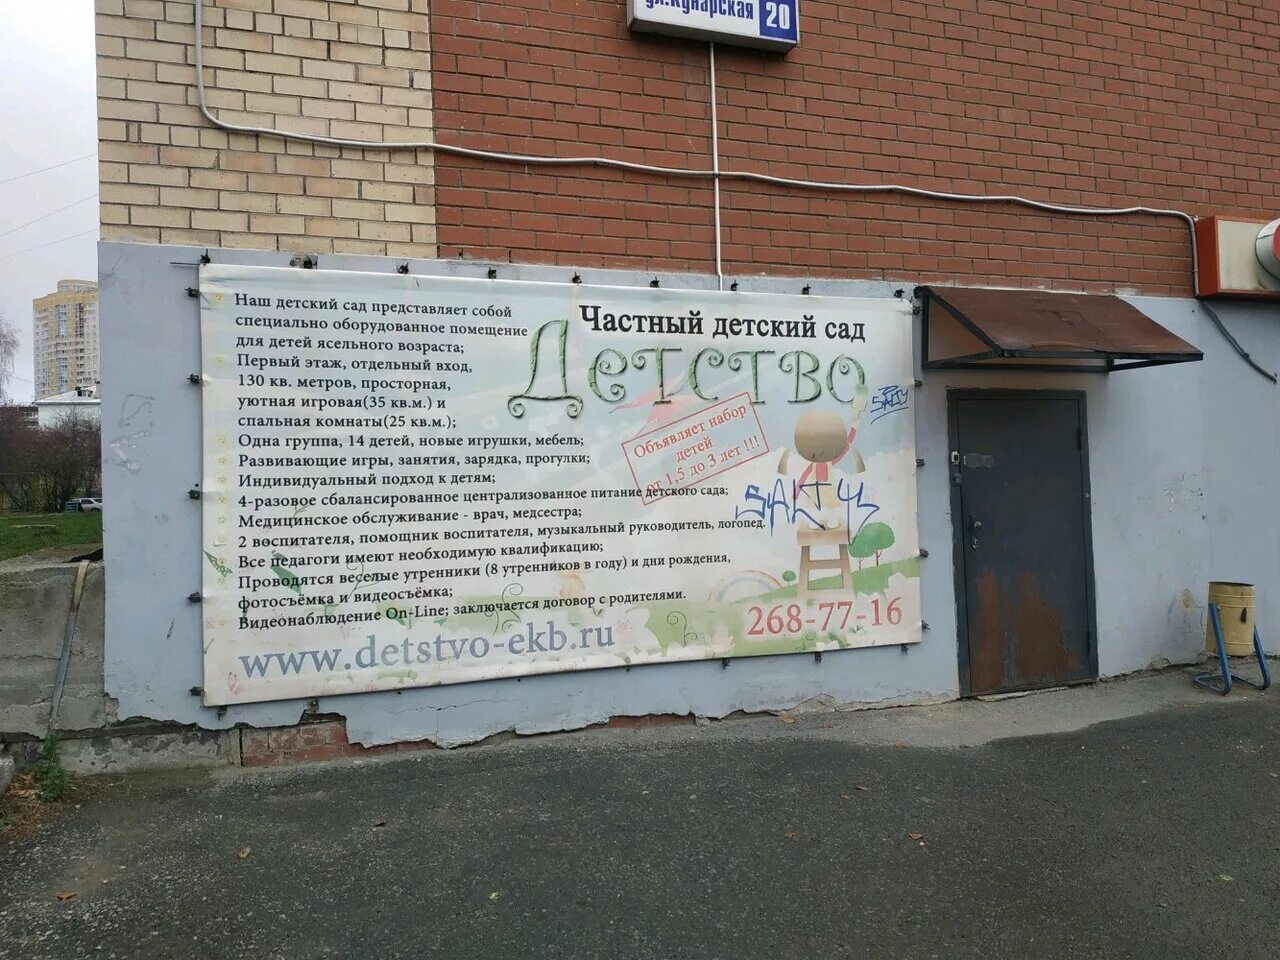 ул.Кунарская 20
Наш детский сад представляет собой
специально оборудованное помещение
для детей ясельного возраста;
Первый этаж, отдельный вход,
130 кв. метров, просторная,
уютная игровая(35 кв.м.) и
спальная комнаты(25 кв.м.);
Одна группа, 14 детей, новые игрушки, мебель;
Развивающие игры, занятия, зарядка, прогулки;
Индивидуальный подход к детям;
4-разовое сбалансированное централизованное питание детского сада;
Медицинское обслуживание - врач, медсестра;
2 воспитателя, помощник воспитателя, музыкальный руководитель, логопед.
Все педагоги имеют необходимую квалификацию;
Проводятся веселые утренники (8 утренников в году) и дни рождения,
фотосъёмка и видеосъёмка;
Видеонаблюдение On-Line; заключается договор с родителями.
www.detstvo-ekb.ru
Частный детский сад
Детство
Объявляет набор
детей
от 1,5 до 3 лет !!!
268-77-16